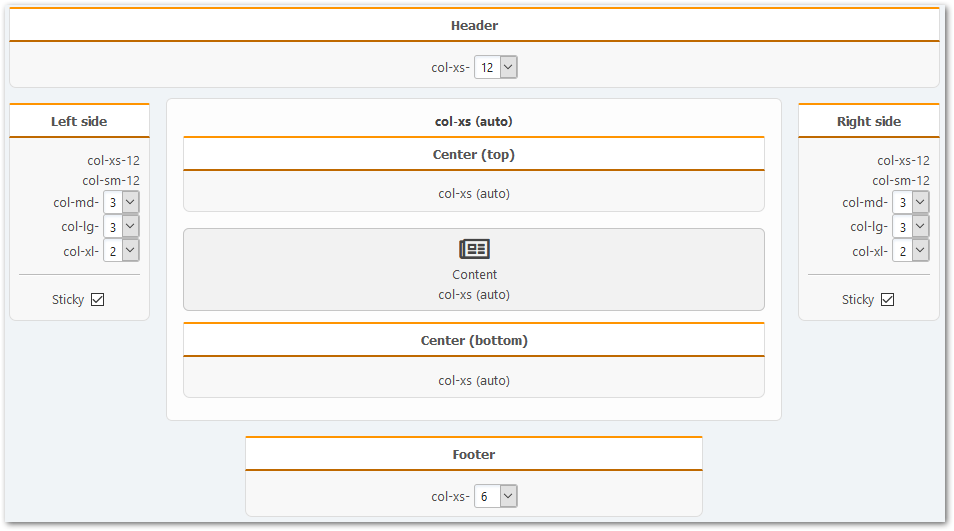 Header
col-xs- 12
Left side
col-xs-12
col-sm-12
col-md- 3
col-lg- 3
col-xl- 2
Sticky
col-xs (auto)
Center (top)
col-xs (auto)
Content
col-xs (auto)
Center (bottom)
col-xs (auto)
Right side
col-xs-12
col-sm-12
col-md- 3
col-lg- 3
col-xl- 2
Sticky
Footer
col-xs- 6